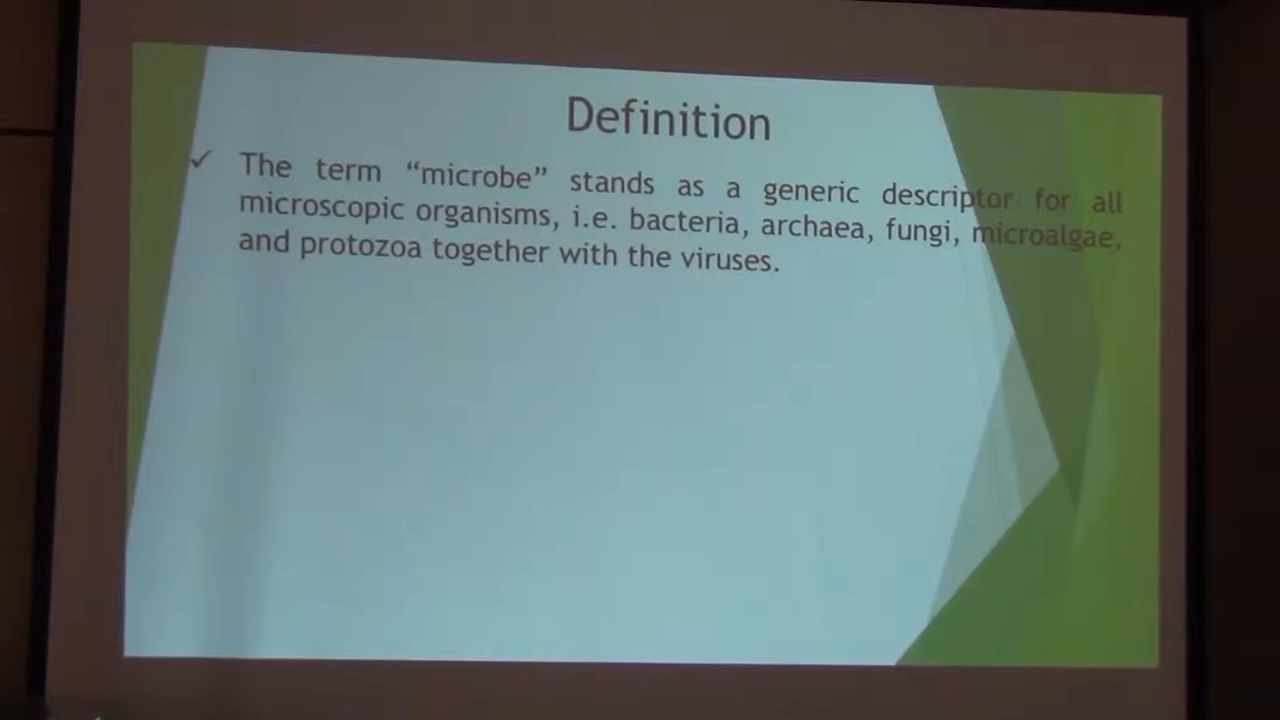 Definition
✓ The term “microbe” stands as a generic descriptor for all
microscopic organisms, i.e. bacteria, archaea, fungi, microalgae,
and protozoa together with the viruses.